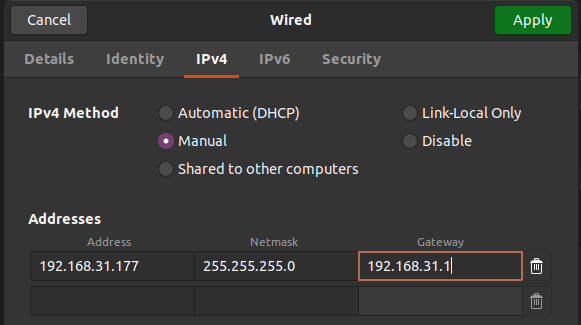 Cancel Wired Apply
Details Identity IPv4 IPv6 Security
IPv4 Method Automatic (DHCP) Link-Local Only
Manual Disable
Shared to other computers
Addresses
Address Netmask Gateway
192.168.31.177 255.255.255.0 192.168.31.1